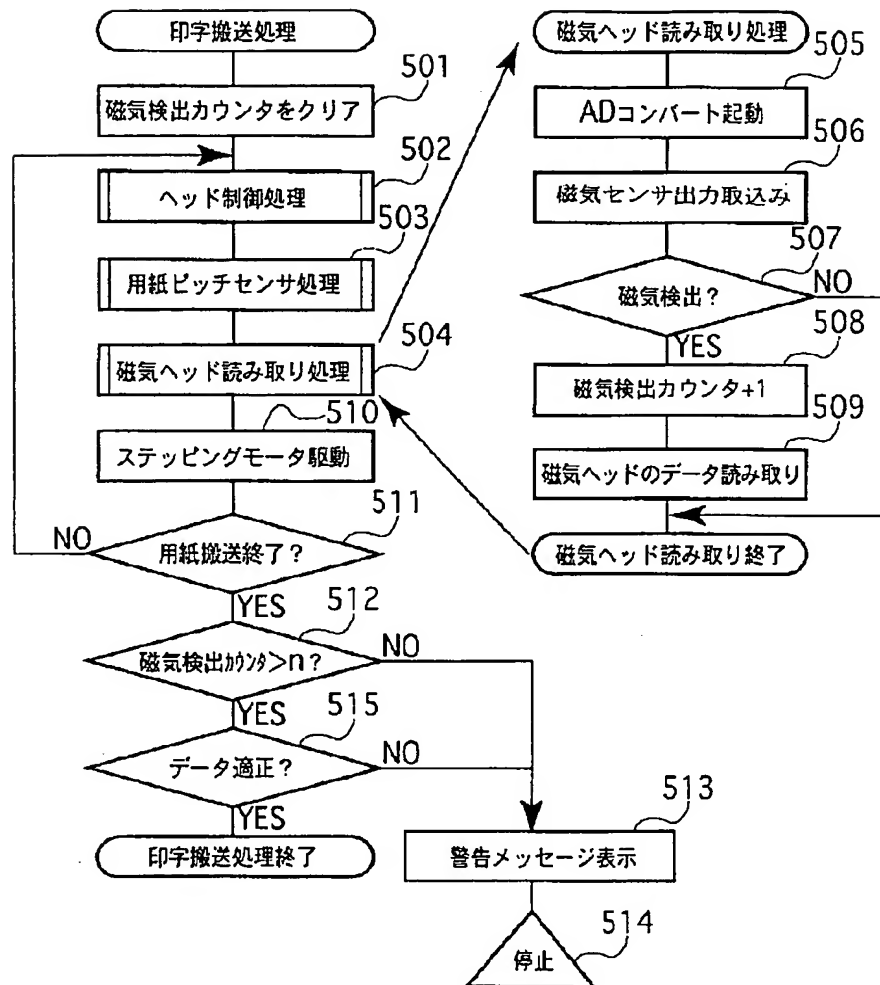 印字搬送処理
501
磁気検出カウンタをクリア
502
ヘッド制御処理
503
用紙ピッチセンサ処理
504
磁気ヘッド読み取り処理
510
ステッピングモータ駆動
511
用紙搬送終了?
NO
YES
512
磁気検出カウンタ>n?
NO
YES
515
データ適正?
NO
YES
印字搬送処理終了
513
警告メッセージ表示
514
停止
磁気ヘッド読み取り処理
505
ADコンバート起動
506
磁気センサ出力取込み
507
磁気検出?
NO
YES
508
磁気検出カウンタ+1
509
磁気ヘッドのデータ読み取り
磁気ヘッド読み取り終了